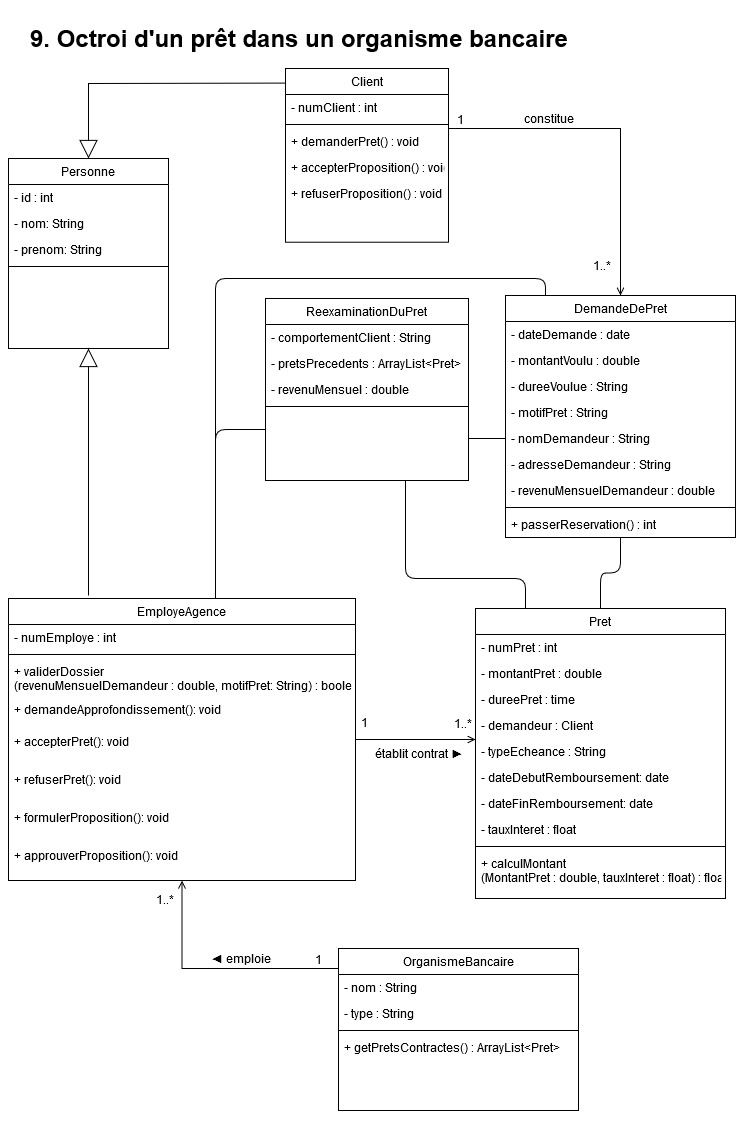 9. Octroi d'un prêt dans un organisme bancaire
Client
- numClient : int
+ demanderPret() : void
+ accepterProposition() : voi
+ refuserProposition() : void
1
constitue
1..*
Personne
- id : int
- nom: String
- prenom: String
ReexaminationDuPret
- comportementClient : String
- pretsPrecedents : ArrayList<Pret>
- revenuMensuel : double
DemandeDePret
- dateDemande : date
- montantVoulu : double
- dureeVoulue : String
- motifPret : String
- nomDemandeur : String
- adresseDemandeur : String
- revenuMensuelDemandeur : double
+ passerReservation() : int
EmployeAgence
- numEmploye : int
+ validerDossier
(revenuMensuelDemandeur : double, motifPret: String) : boole
+ demandeApprofondissement(): void
+ accepterPret(): void
+ refuserPret(): void
+ formulerProposition(): void
+ approuverProposition(): void
1
1..*
établit contrat ►
Pret
- numPret : int
- montantPret : double
- dureePret : time
- demandeur : Client
- typeEcheance : String
- dateDebutRemboursement: date
- dateFinRemboursement: date
- tauxInteret : float
+ calculMontant
(MontantPret : double, tauxInteret : float) : floa
1..*
◄ emploie
1
OrganismeBancaire
- nom : String
- type : String
+ getPretsContractes() : ArrayList<Pret>